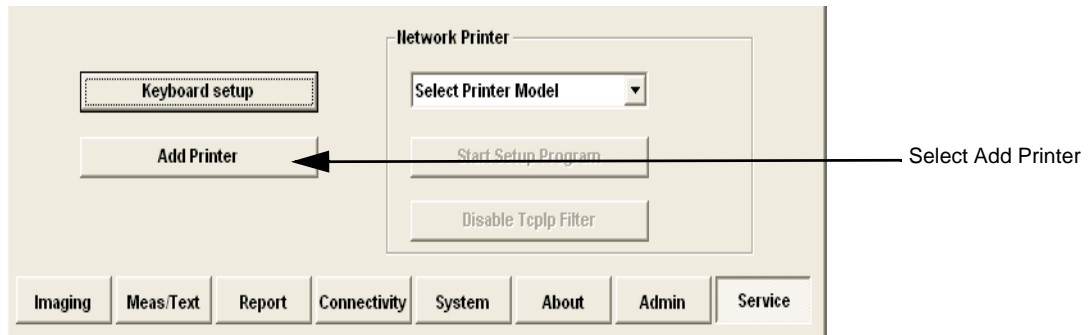 Network Printer
Keyboard setup
Select Printer Model
Add Printer
Start Setup Program
Select Add Printer
Disable TcpIp Filter
Imaging
Meas/Text
Report
Connectivity
System
About
Admin
Service